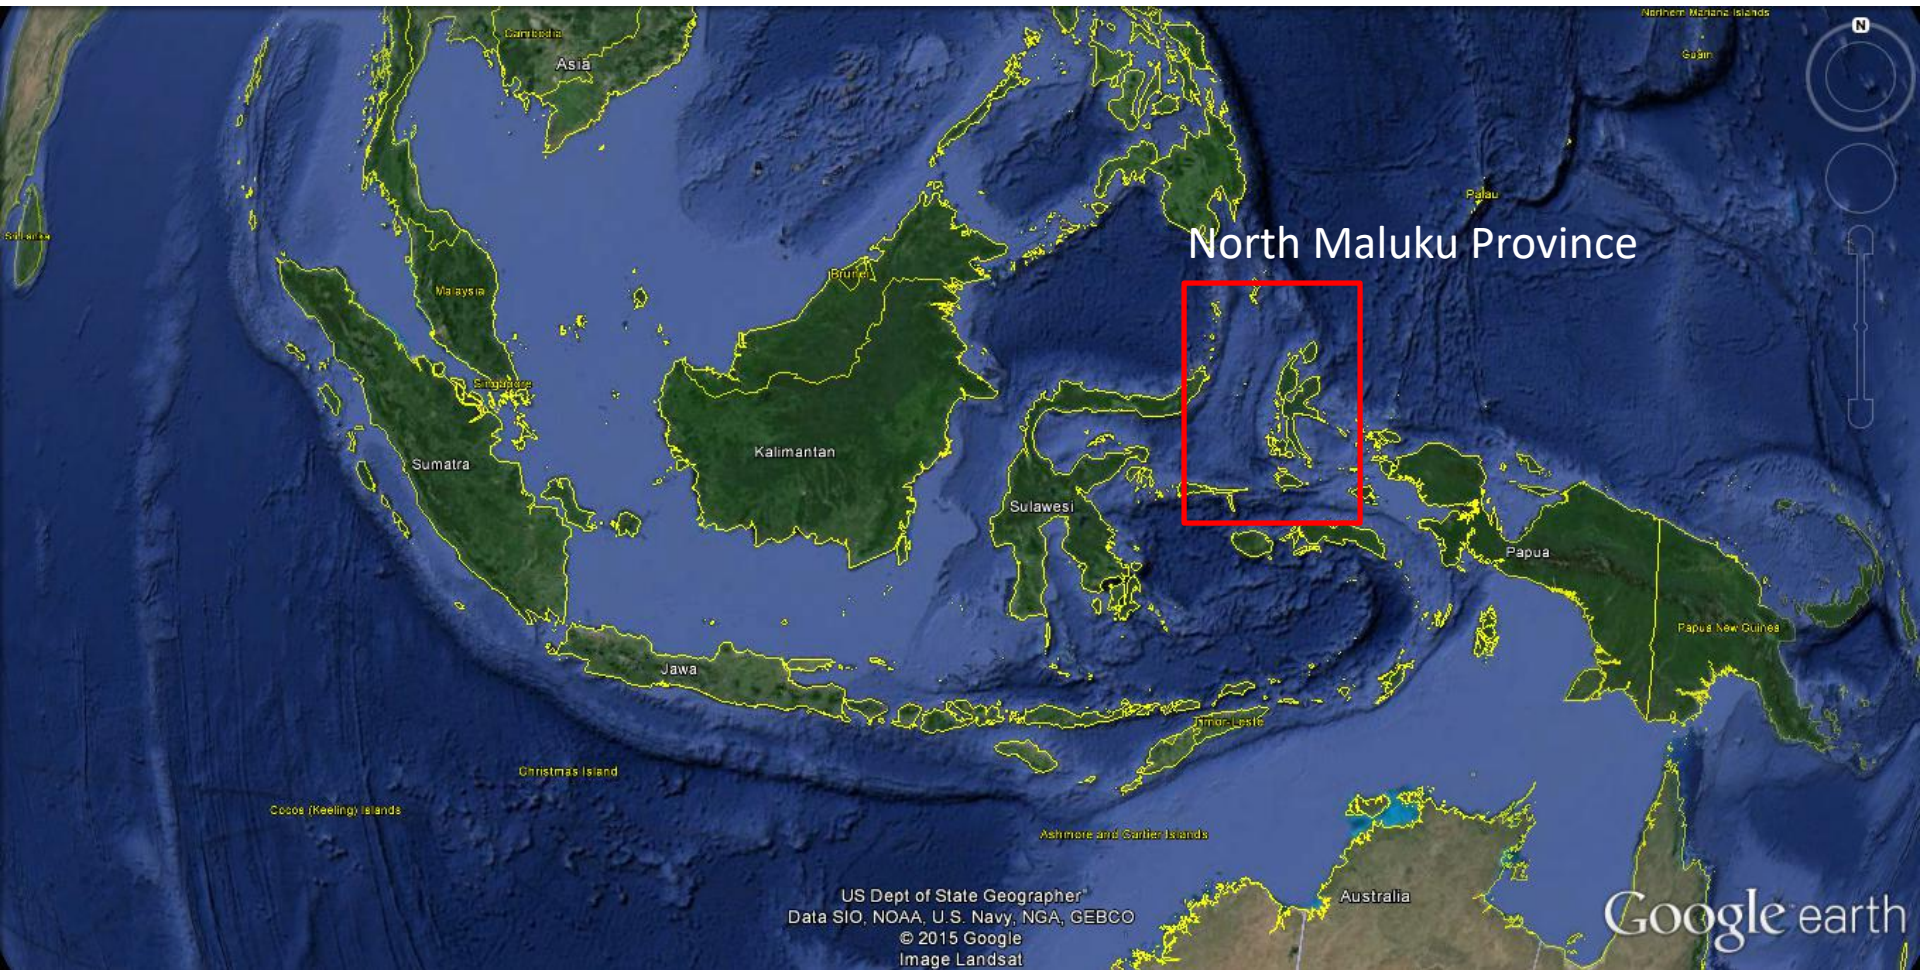 Northern Mariana Islands
Cambodia
Guam
Asia
Palau
Sri Lanka
North Maluku Province
Brunei
Malaysia
Singapore
Kalimantan
Sumatra
Sulawesi
Papua
Papua New Guinea
Jawa
Timor-Leste
Christmas Island
Cocos (Keeling) Islands
Ashmore and Cartier Islands
US Dept of State Geographer
Australia
Data SIO, NOAA, U.S. Navy, NGA, GEBCO
© 2015 Google
Image Landsat
Google earth
N